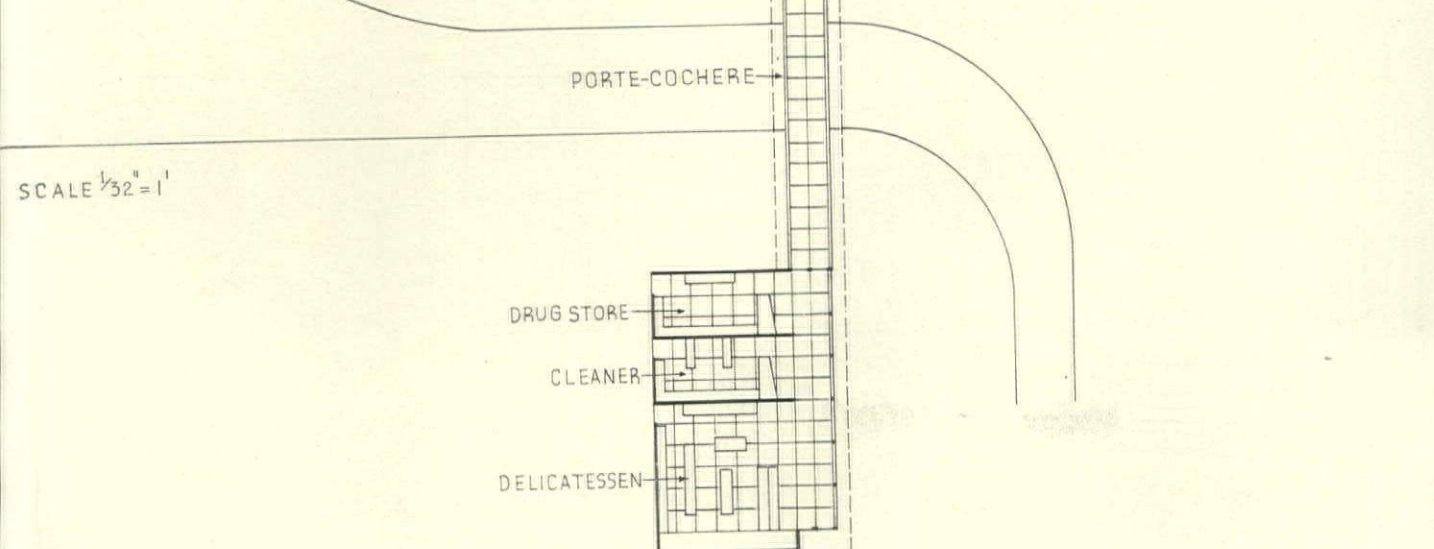 PORTE-COCHERE
SCALE 1/32" = 1'
DRUG STORE
CLEANER
DELICATESSEN